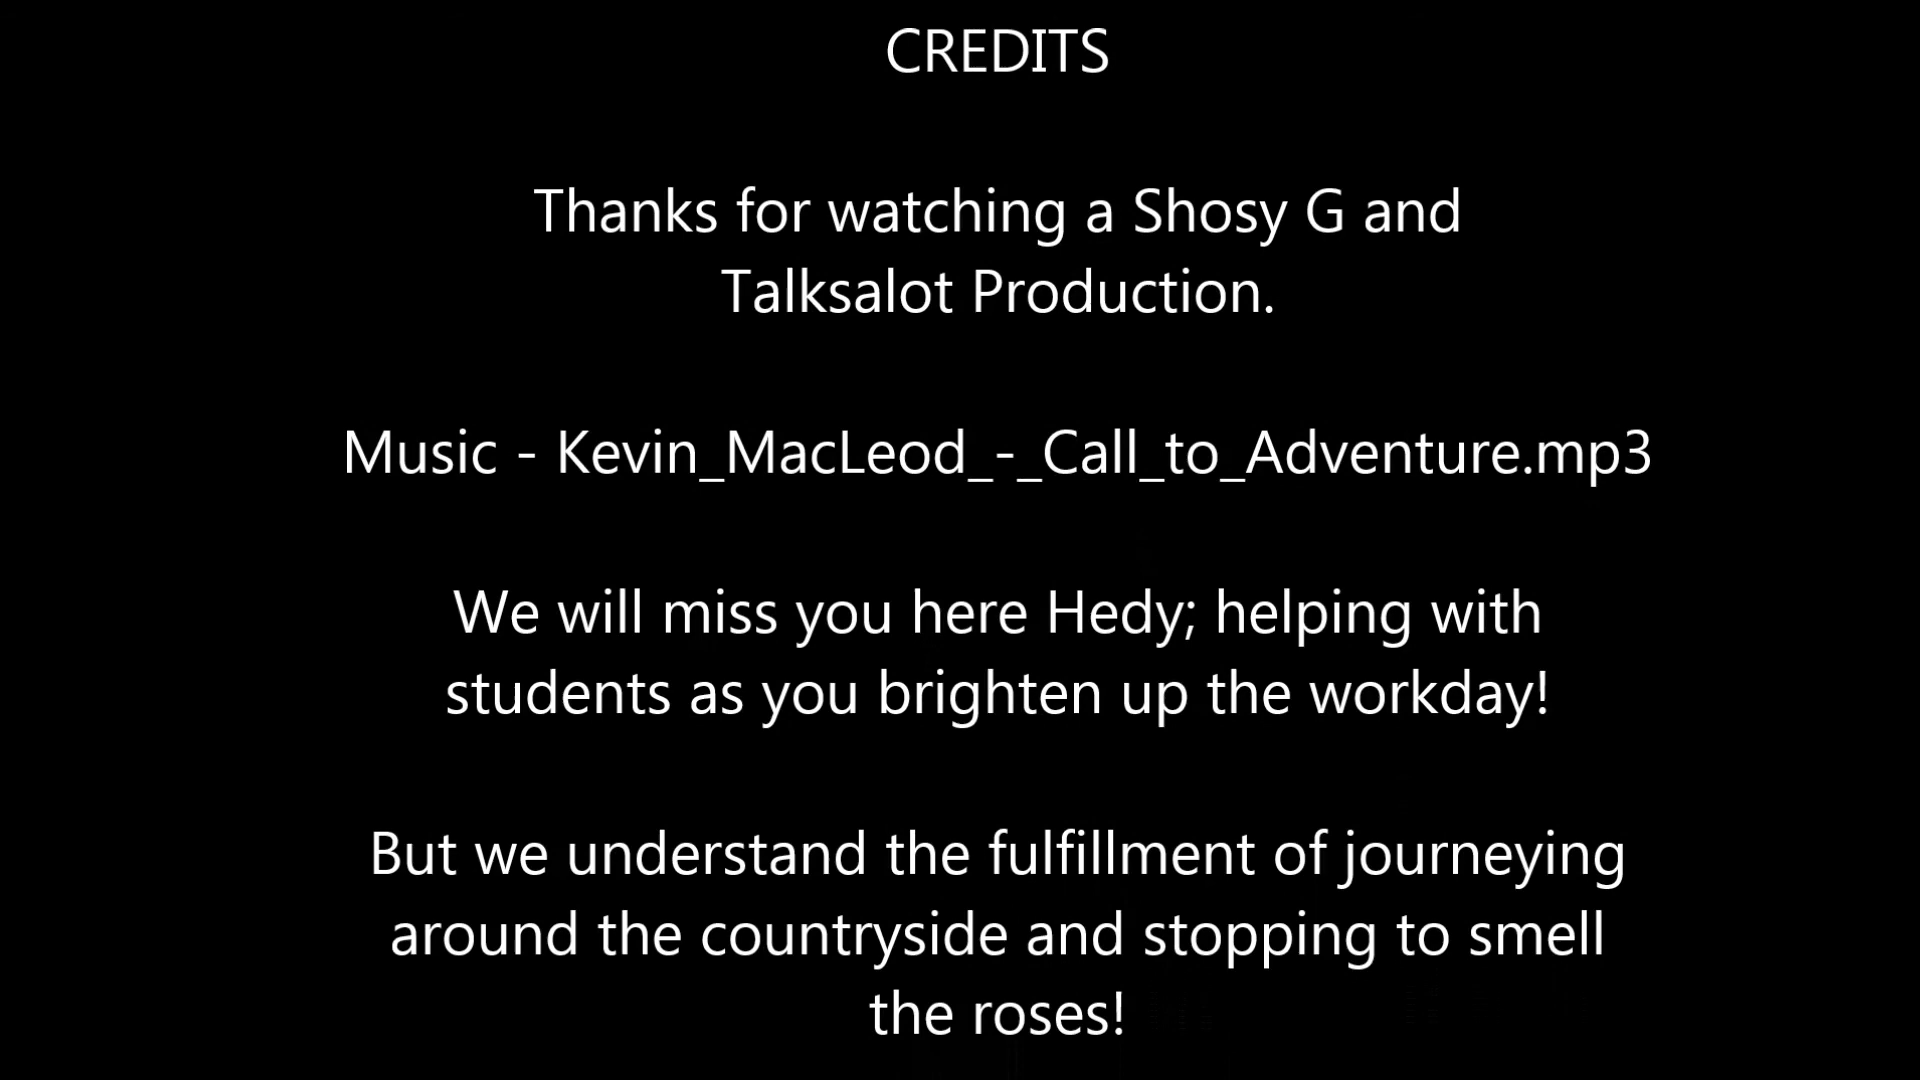 CREDITS
Thanks for watching a Shosy G and
Talksalot Production.
Music - Kevin_MacLeod_-_Call_to_Adventure.mp3
We will miss you here Hedy; helping with
students as you brighten up the workday!
But we understand the fulfillment of journeying
around the countryside and stopping to smell
the roses!